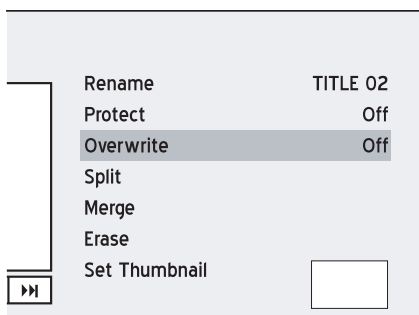 Rename TITLE 02
Protect Off
Overwrite Off
Split
Merge
Erase
Set Thumbnail